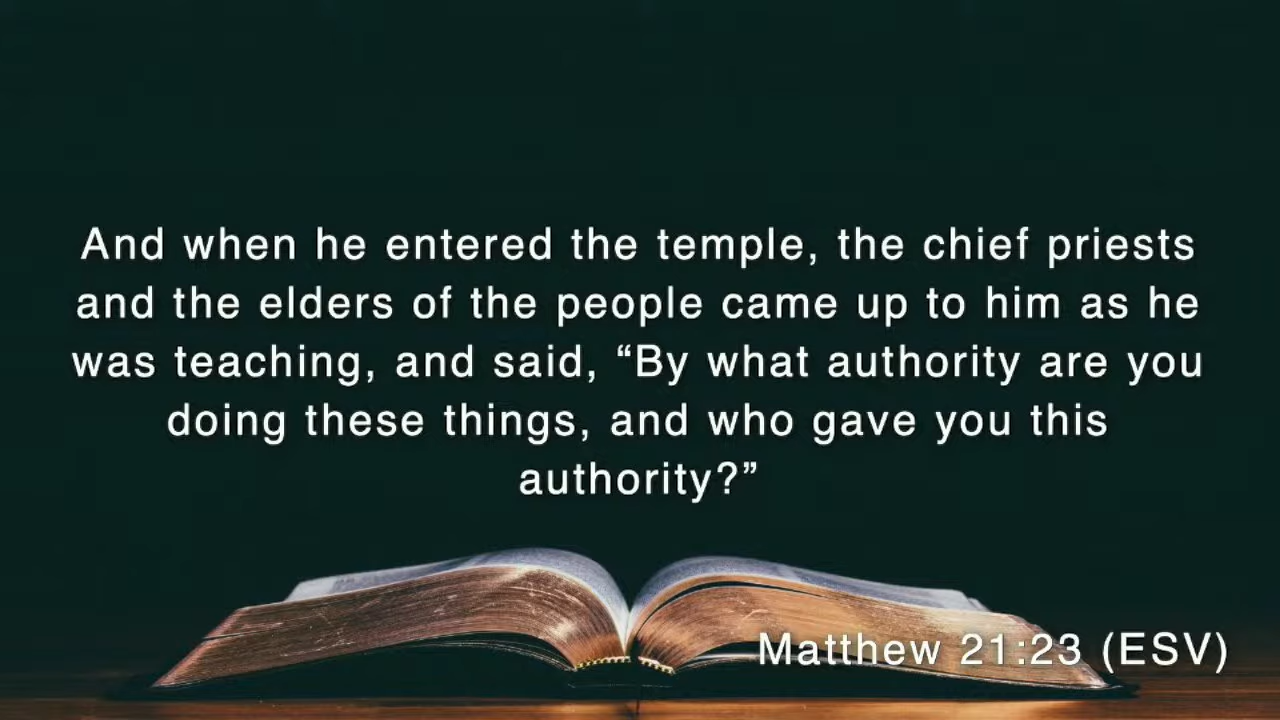 And when he entered the temple, the chief priests
and the elders of the people came up to him as he
was teaching, and said, “By what authority are you
doing these things, and who gave you this
authority?”
Matthew 21:23 (ESV)